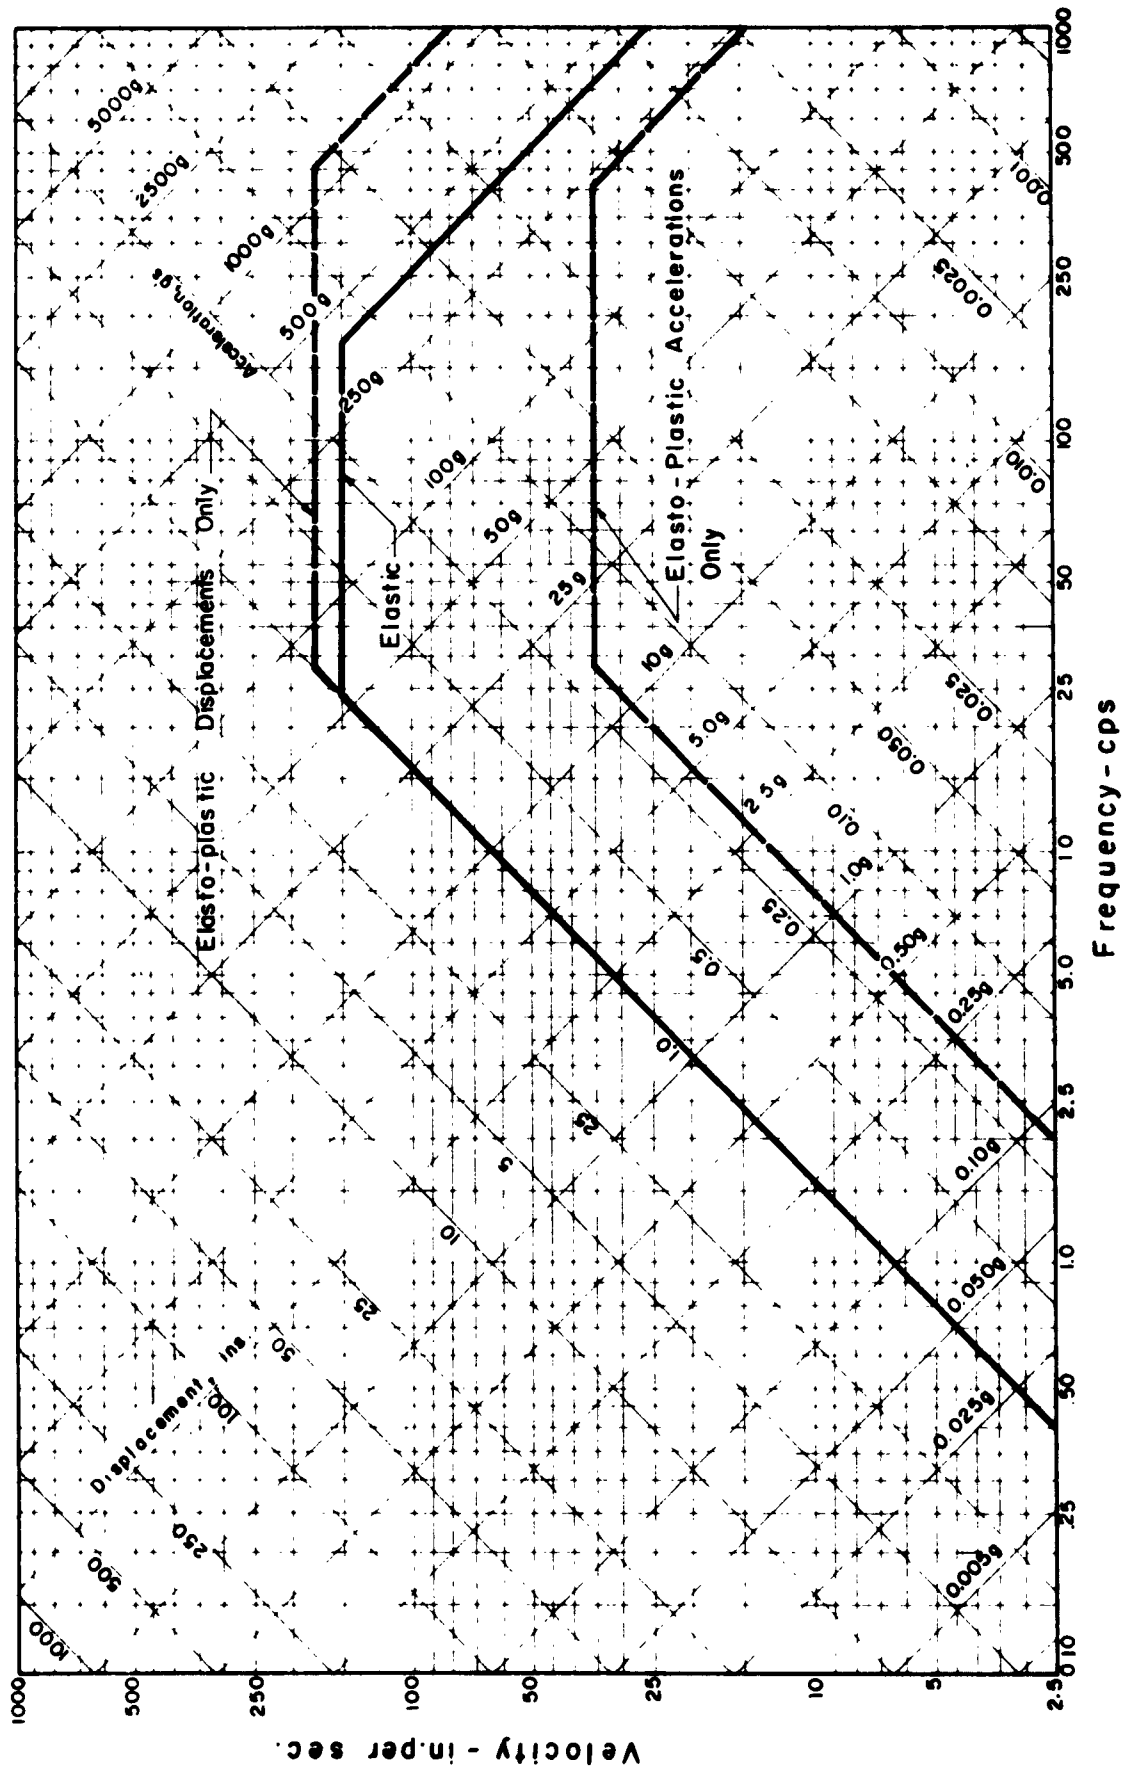 Velocity - in.per sec.
1000
500
250
100
50
25
10
5
2.5
Frequency - cps
0.10
.25
.50
1.0
2.5
5.0
10
25
50
100
250
500
1000
Displacement, ins
1000
500
250
100
50
25
10
5
2.5
1.0
0.5
0.25
0.10
0.050
0.025
0.010
0.0025
0.001
Acceleration, g's
5000g
2500g
1000g
500g
250g
100g
50g
25g
10g
5.0g
2.5g
1.0g
0.50g
0.25g
0.10g
0.050g
0.025g
0.005g
Elasto-plastic Displacements Only
Elastic
Elasto-Plastic Accelerations
Only